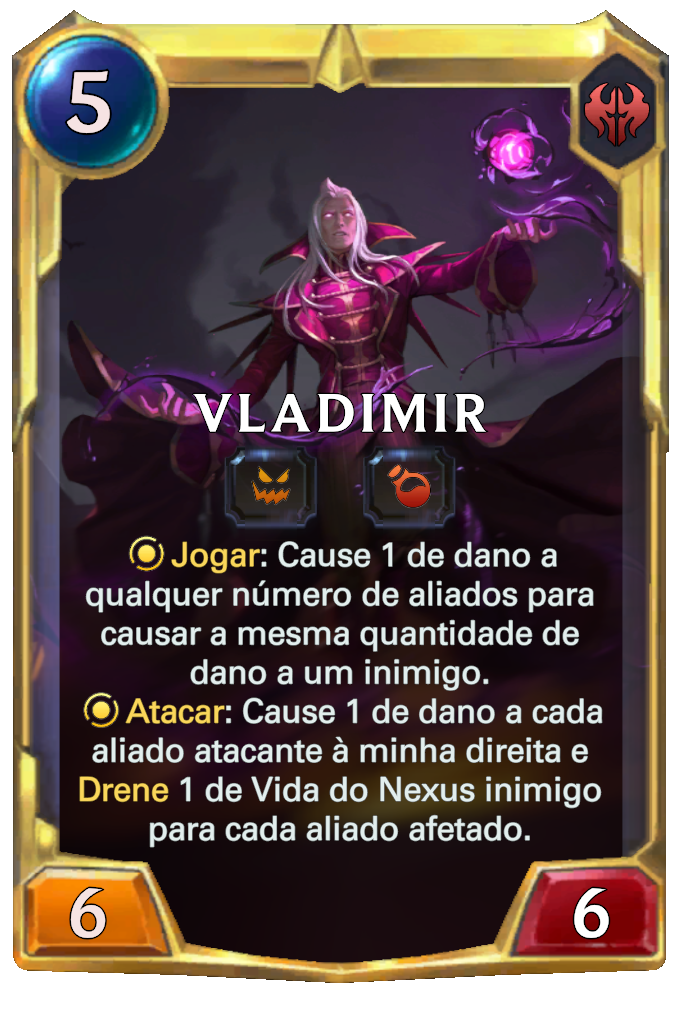 5
VLADIMIR
Jogar: Cause 1 de dano a
qualquer número de aliados para
causar a mesma quantidade de
dano a um inimigo.
Atacar: Cause 1 de dano a cada
aliado atacante à minha direita e
Drene 1 de Vida do Nexus inimigo
para cada aliado afetado.
6
6